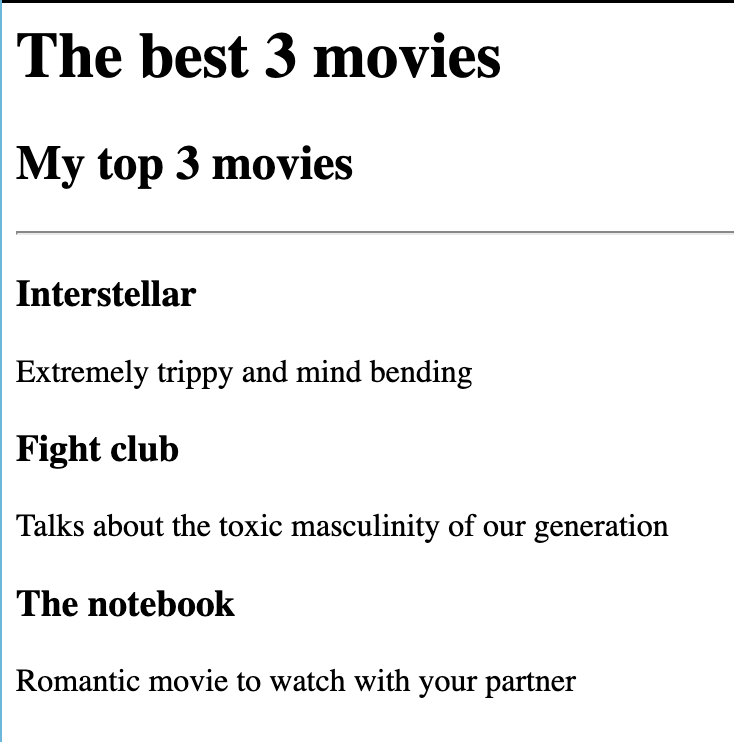 The best 3 movies
My top 3 movies
Interstellar
Extremely trippy and mind bending
Fight club
Talks about the toxic masculinity of our generation
The notebook
Romantic movie to watch with your partner